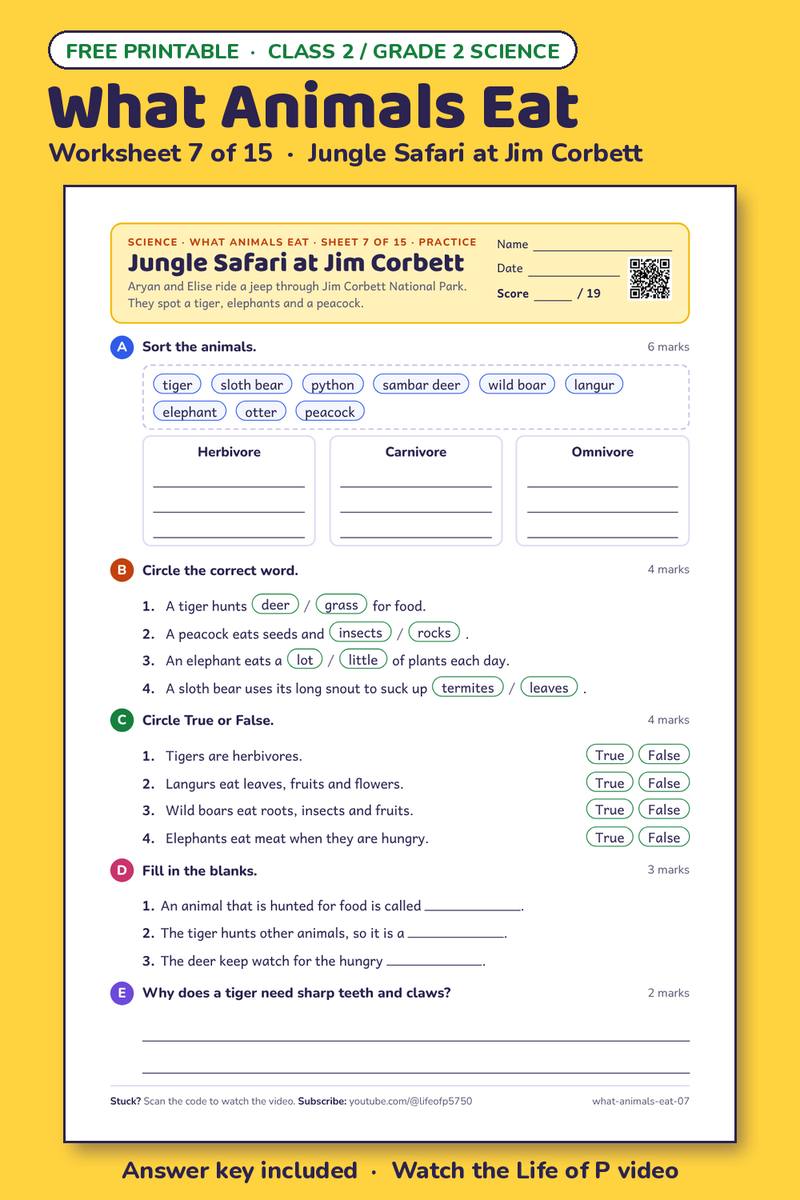 FREE PRINTABLE · CLASS 2 / GRADE 2 SCIENCE
What Animals Eat
Worksheet 7 of 15 · Jungle Safari at Jim Corbett
SCIENCE · WHAT ANIMALS EAT · SHEET 7 OF 15 · PRACTICE
Jungle Safari at Jim Corbett
Aryan and Elise ride a jeep through Jim Corbett National Park.
They spot a tiger, elephants and a peacock.
Name ____________
Date ____________
Score ______ / 19
A Sort the animals. 6 marks
tiger sloth bear python sambar deer wild boar langur
elephant otter peacock
Herbivore Carnivore Omnivore
B Circle the correct word. 4 marks
1. A tiger hunts deer / grass for food.
2. A peacock eats seeds and insects / rocks .
3. An elephant eats a lot / little of plants each day.
4. A sloth bear uses its long snout to suck up termites / leaves .
C Circle True or False. 4 marks
1. Tigers are herbivores. True False
2. Langurs eat leaves, fruits and flowers. True False
3. Wild boars eat roots, insects and fruits. True False
4. Elephants eat meat when they are hungry. True False
D Fill in the blanks. 3 marks
1. An animal that is hunted for food is called ____________.
2. The tiger hunts other animals, so it is a ____________.
3. The deer keep watch for the hungry ____________.
E Why does a tiger need sharp teeth and claws? 2 marks
Stuck? Scan the code to watch the video. Subscribe: youtube.com/@lifeofp5750 what-animals-eat-07
Answer key included · Watch the Life of P video